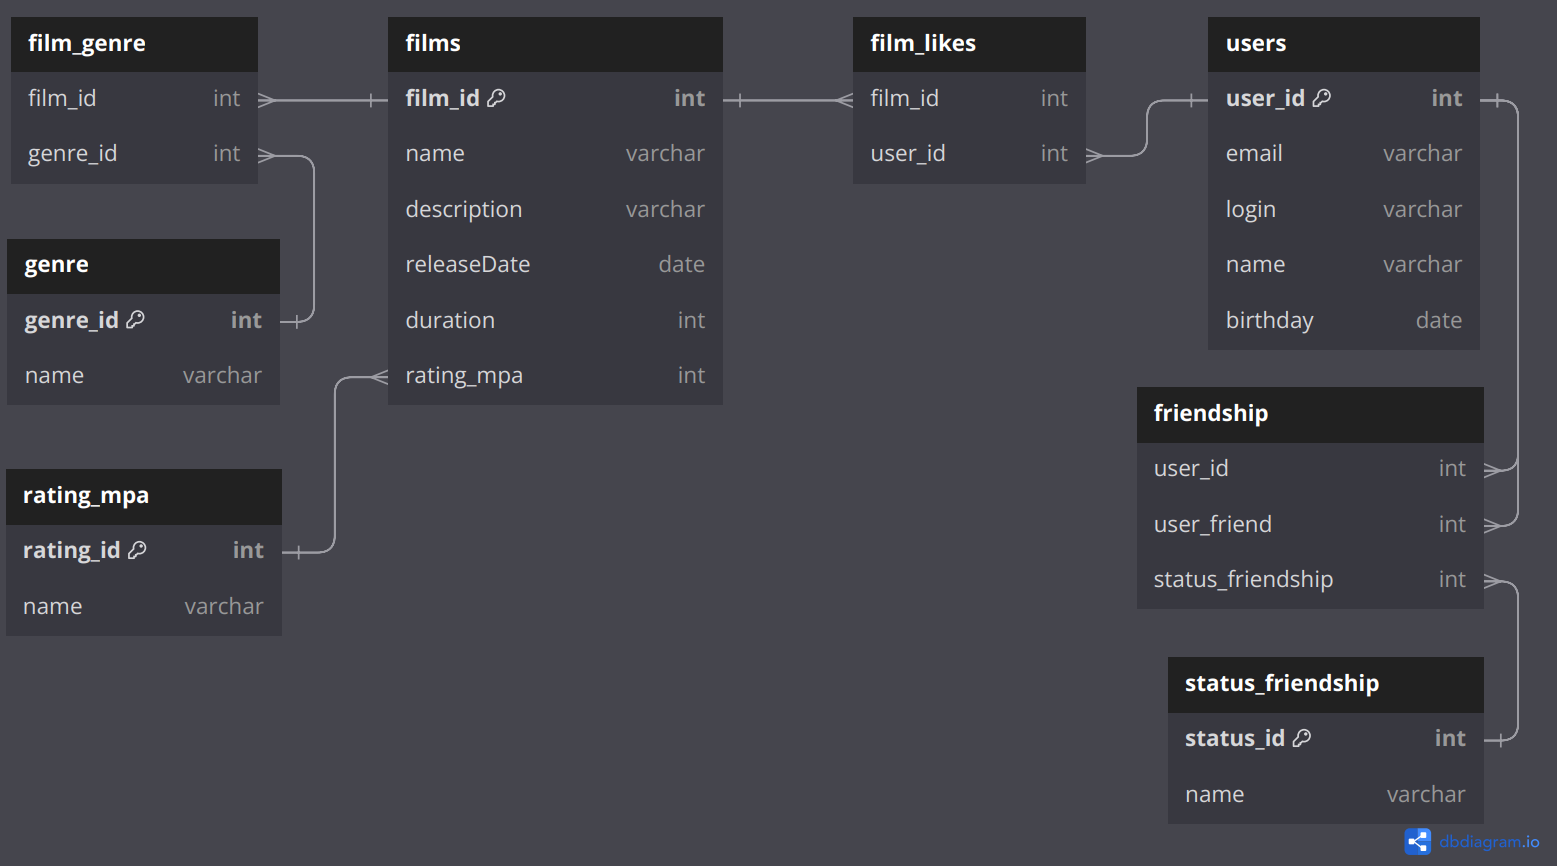 film_genre
film_id int
genre_id int
genre
genre_id int
name varchar
rating_mpa
rating_id int
name varchar
films
film_id int
name varchar
description varchar
releaseDate date
duration int
rating_mpa int
film_likes
film_id int
user_id int
users
user_id int
email varchar
login varchar
name varchar
birthday date
friendship
user_id int
user_friend int
status_friendship int
status_friendship
status_id int
name varchar
dbdiagram.io